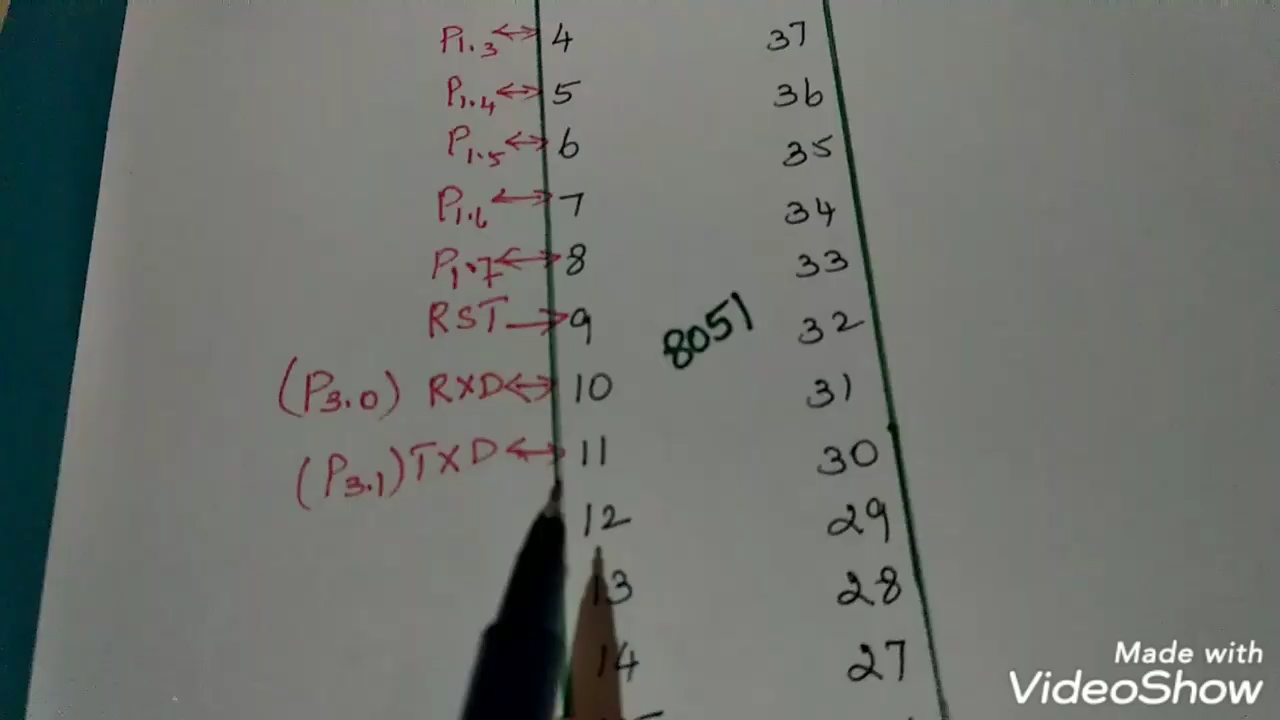 P1.3 ↔ 4 37
P1.4 ↔ 5 36
P1.5 ↔ 6 35
P1.6 ↔ 7 34
P1.7 ↔ 8 33
RST → 9 8051 32
(P3.0) RXD ↔ 10 31
(P3.1) TXD ↔ 11 30
12 29
13 28
14 27
Made with
VideoShow